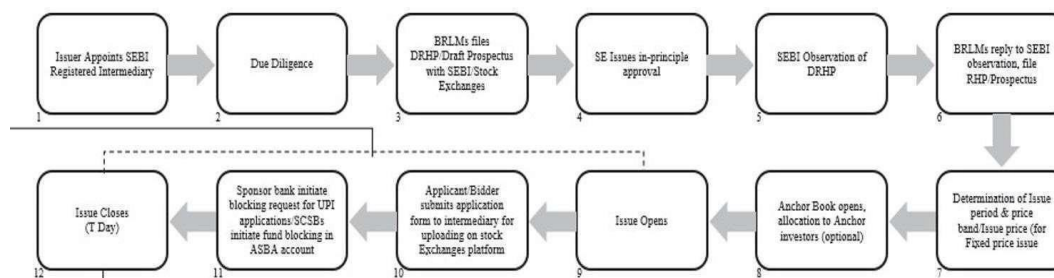 Issuer Appoints SEBI
Registered Intermediary
1
Due Diligence
2
BRLMs files
DRHP/Draft Prospectus
with SEBI/Stock
Exchanges
3
SE Issues in-principle
approval
4
SEBI Observation of
DRHP
5
BRLMs reply to SEBI
observation, file
RHP/Prospectus
6
Determination of Issue
period & price
band/Issue price (for
Fixed price issue
7
Anchor Book opens,
allocation to Anchor
investors (optional)
8
Issue Opens
9
Applicant/Bidder
submits application
form to intermediary for
uploading on stock
Exchanges platform
10
Sponsor bank initiate
blocking request for UPI
applications/SCSBs
initiate fund blocking in
ASBA account
11
Issue Closes
(T Day)
12